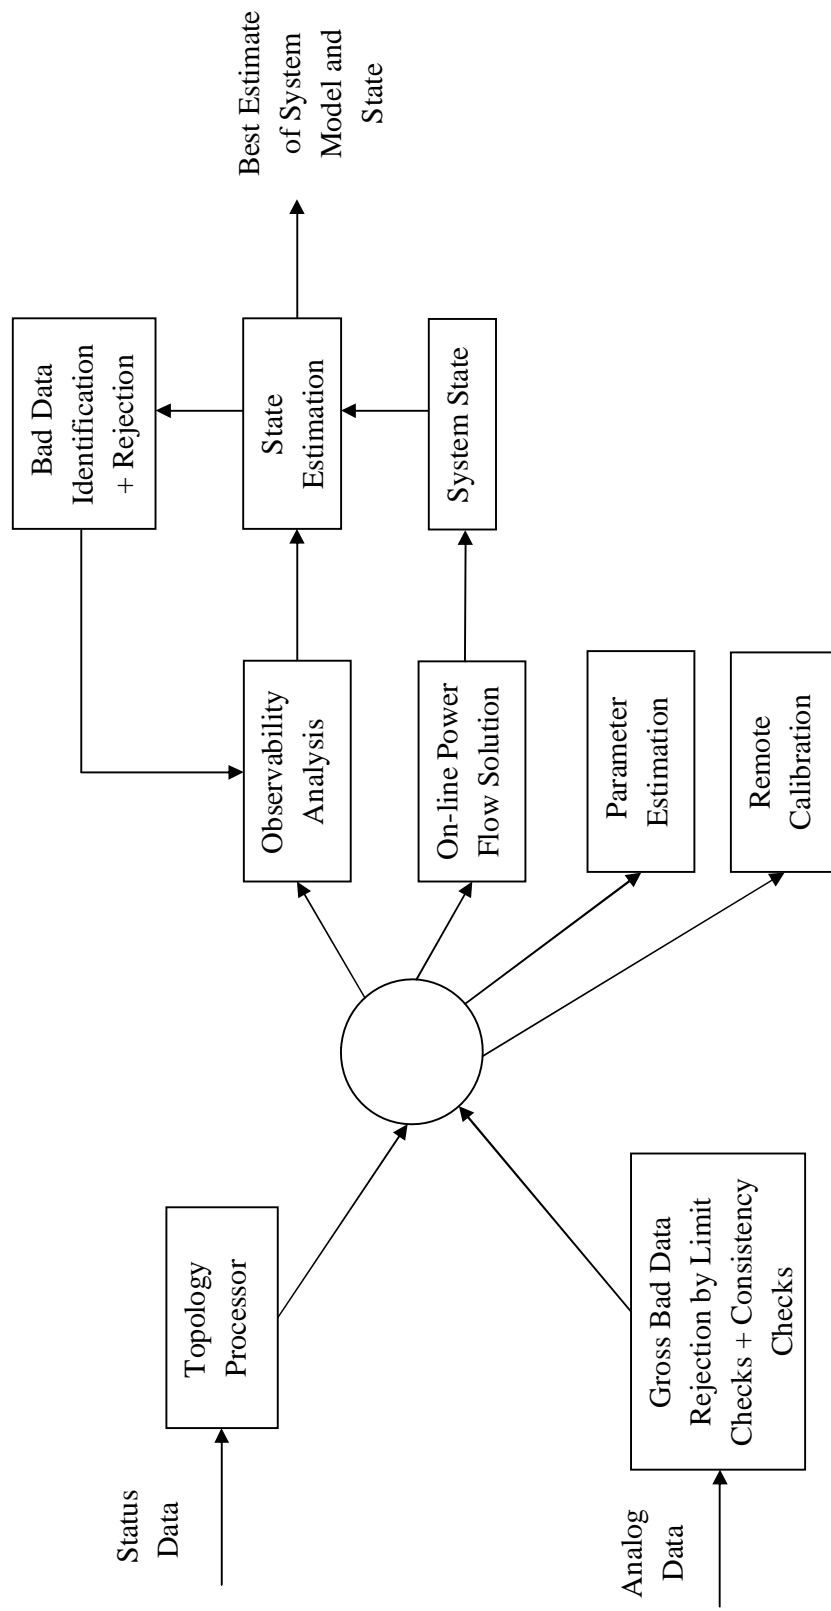 Status
Data
Topology
Processor
Analog
Data
Gross Bad Data
Rejection by Limit
Checks + Consistency
Checks
Observability
Analysis
On-line Power
Flow Solution
Parameter
Estimation
Remote
Calibration
Bad Data
Identification
+ Rejection
State
Estimation
System State
Best Estimate
of System
Model and
State